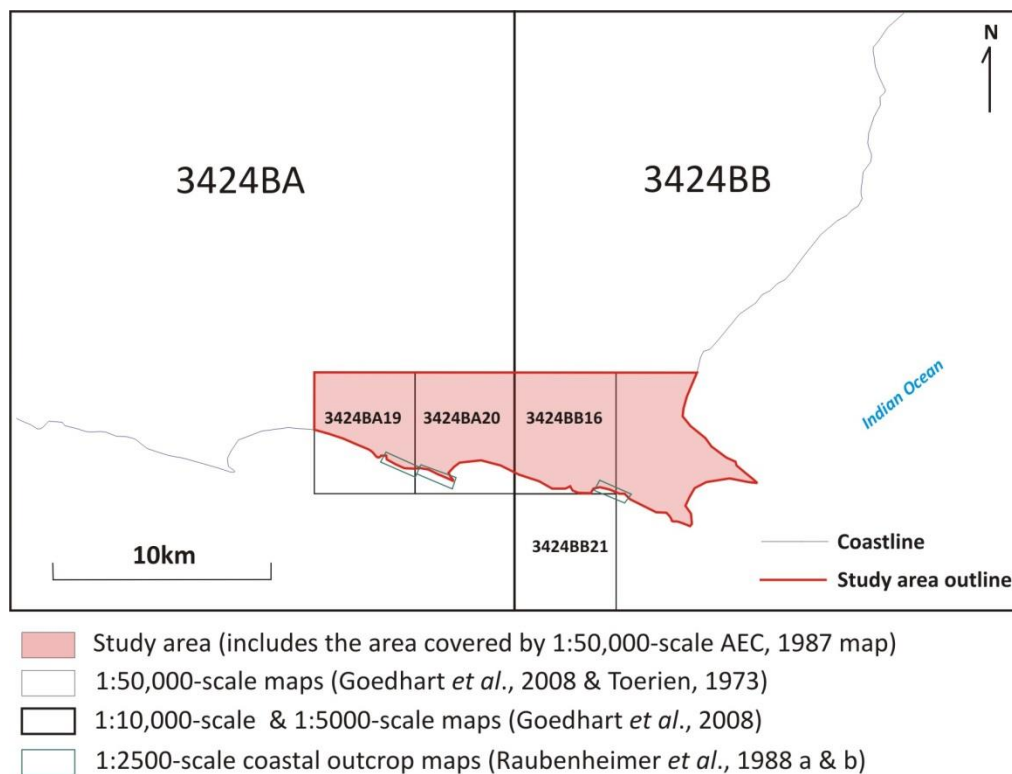 N
3424BA
3424BB
Indian Ocean
3424BA19
3424BA20
3424BB16
3424BB21
10km
Coastline
Study area outline
Study area (includes the area covered by 1:50,000-scale AEC, 1987 map)
1:50,000-scale maps (Goedhart et al., 2008 & Toerien, 1973)
1:10,000-scale & 1:5000-scale maps (Goedhart et al., 2008)
1:2500-scale coastal outcrop maps (Raubenheimer et al., 1988 a & b)